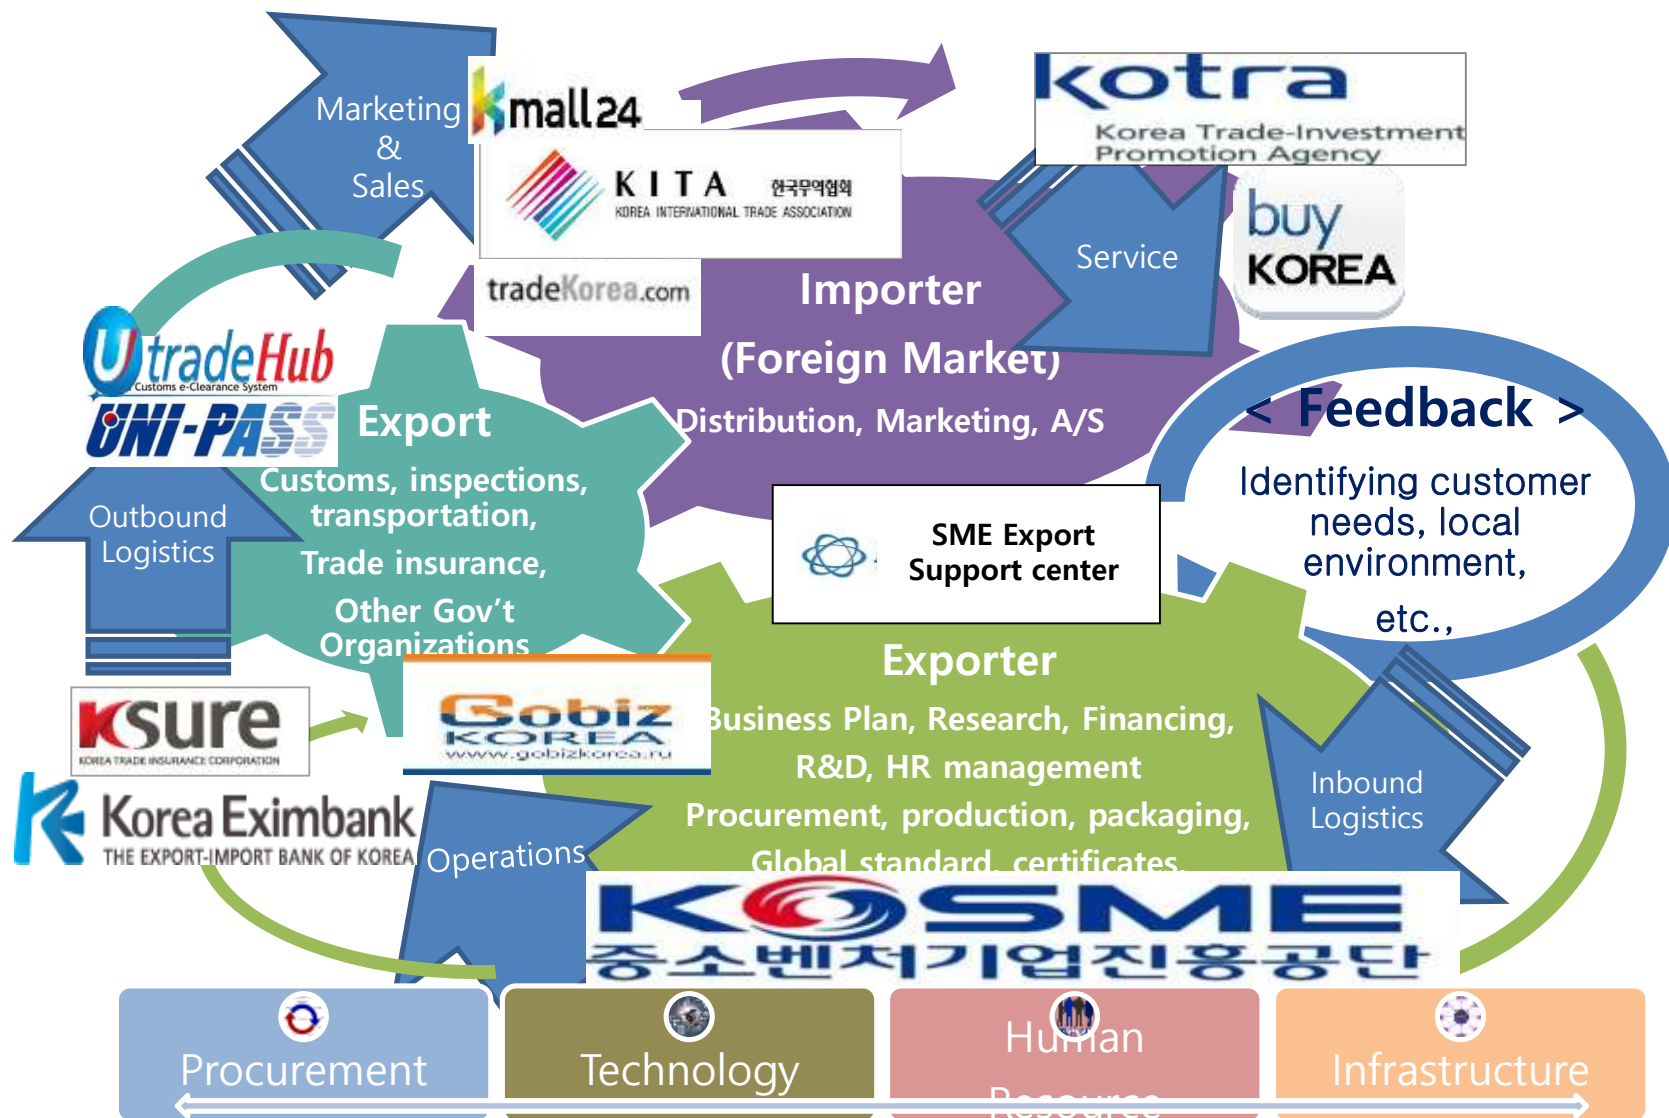 Marketing
&
Sales
kmall24
KITA 한국무역협회
KOREA INTERNATIONAL TRADE ASSOCIATION
tradeKorea.com
kotra
Korea Trade-Investment
Promotion Agency
buy
KOREA
Service
Importer
(Foreign Market)
Distribution, Marketing, A/S
UtradeHub
Customs e-Clearance System
UNI-PASS
Export
Customs, inspections,
transportation,
Trade insurance,
Other Gov't
Organizations
Outbound
Logistics
< Feedback >
Identifying customer
needs, local
environment,
etc.,
SME Export
Support center
Exporter
Business Plan, Research, Financing,
R&D, HR management
Procurement, production, packaging,
Global standard, certificates,
Gobiz
KOREA
www.gobizkorea.ru
Ksure
KOREA TRADE INSURANCE CORPORATION
Korea Eximbank
THE EXPORT-IMPORT BANK OF KOREA
Operations
Inbound
Logistics
KOSME
중소벤처기업진흥공단
Procurement
Technology
Human
Resource
Infrastructure